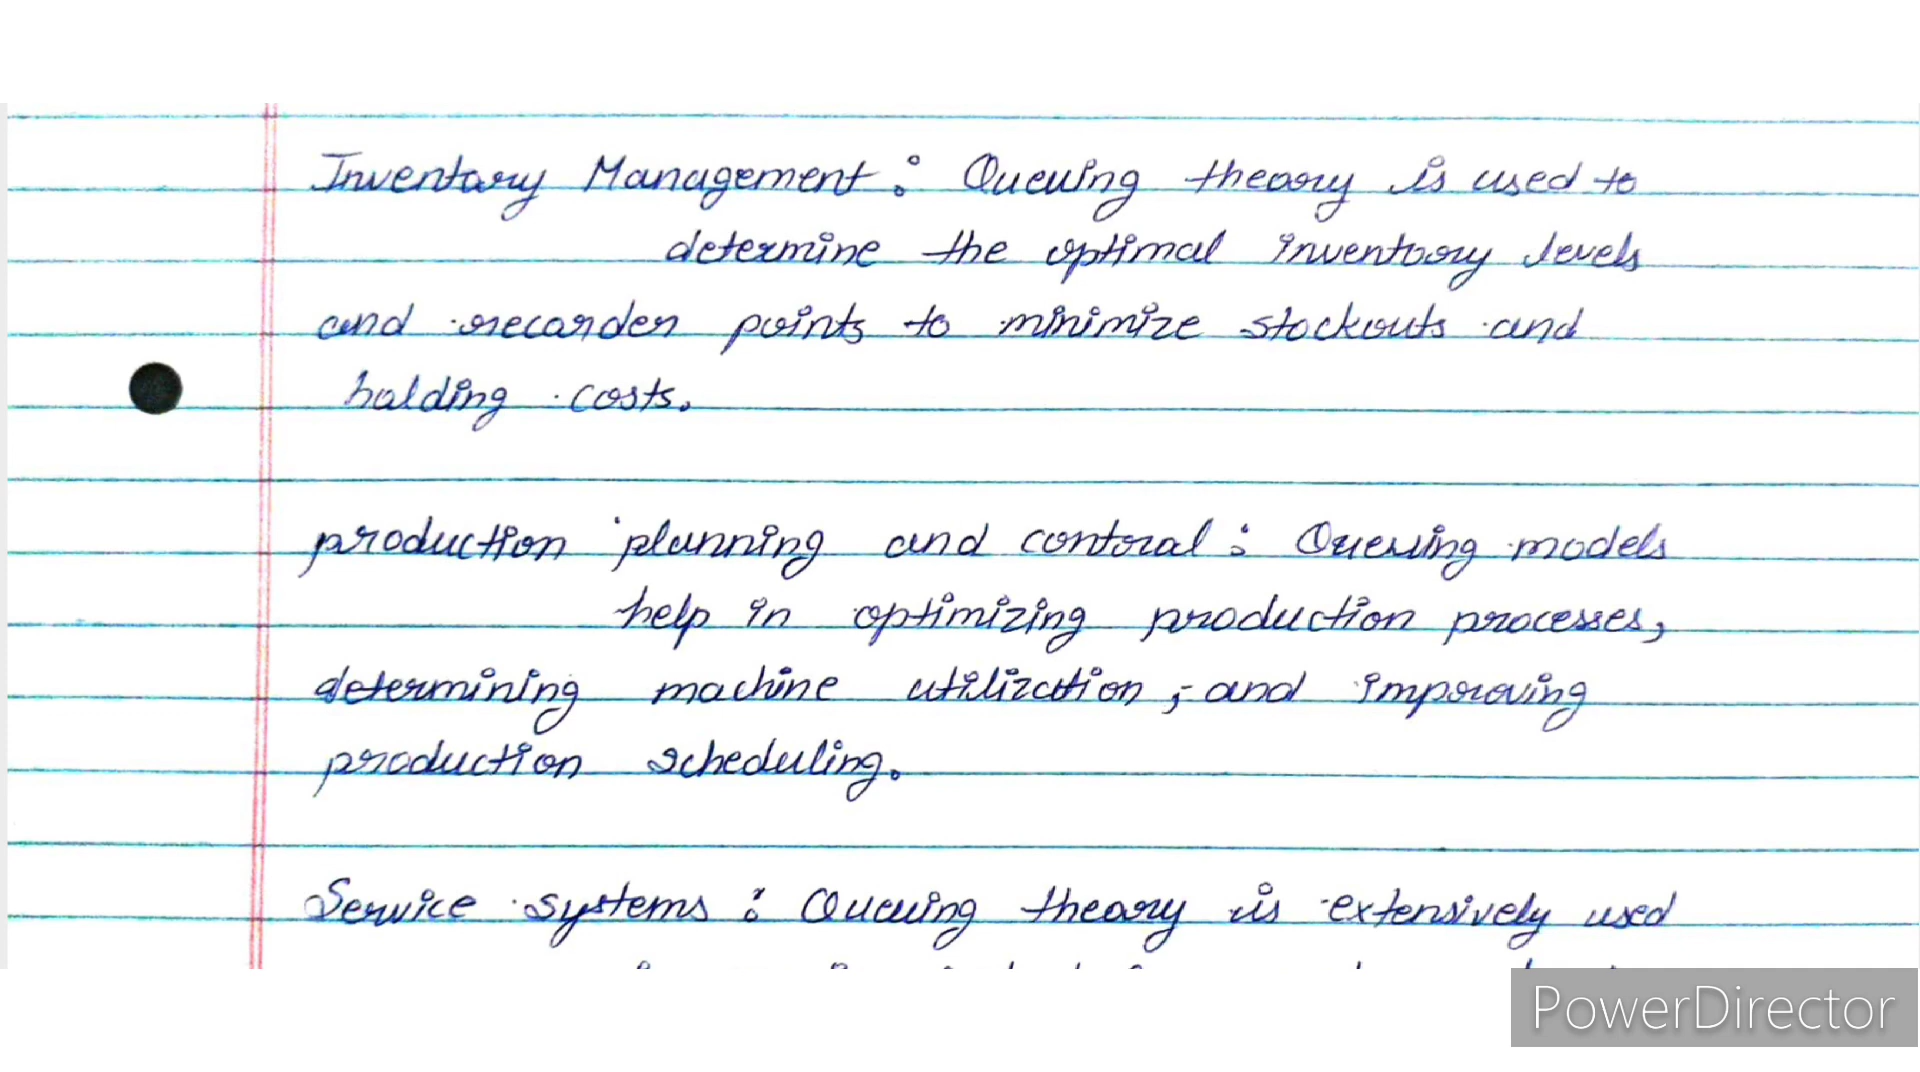 Inventory Management : Queuing theory is used to
determine the optimal inventory levels
and recorder points to minimize stockouts and
holding costs.
production planning and control : Queuing models
help in optimizing production processes,
determining machine utilization, and improving
production scheduling.
Service systems : Queuing theory is extensively used
PowerDirector